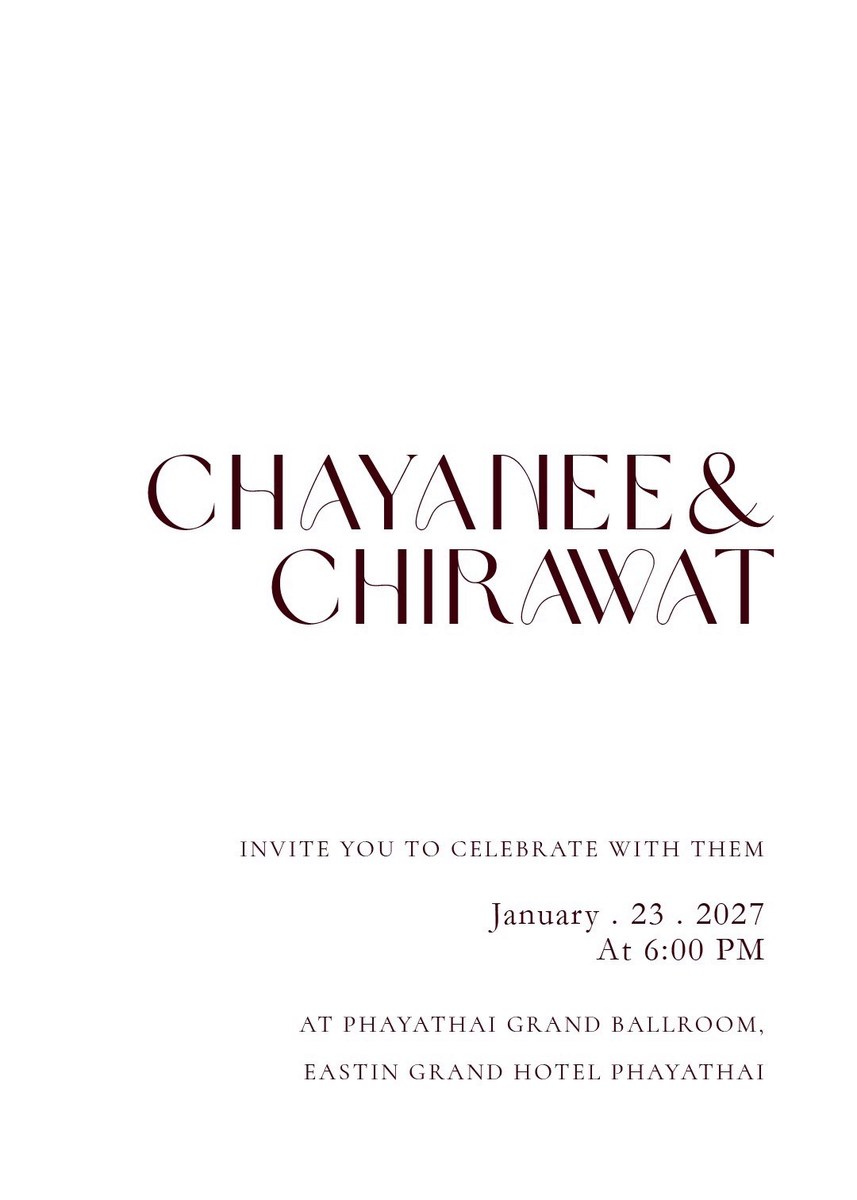 CHAYANEE &
CHIRAWAT
INVITE YOU TO CELEBRATE WITH THEM
January . 23 . 2027
At 6:00 PM
AT PHAYATHAI GRAND BALLROOM,
EASTIN GRAND HOTEL PHAYATHAI